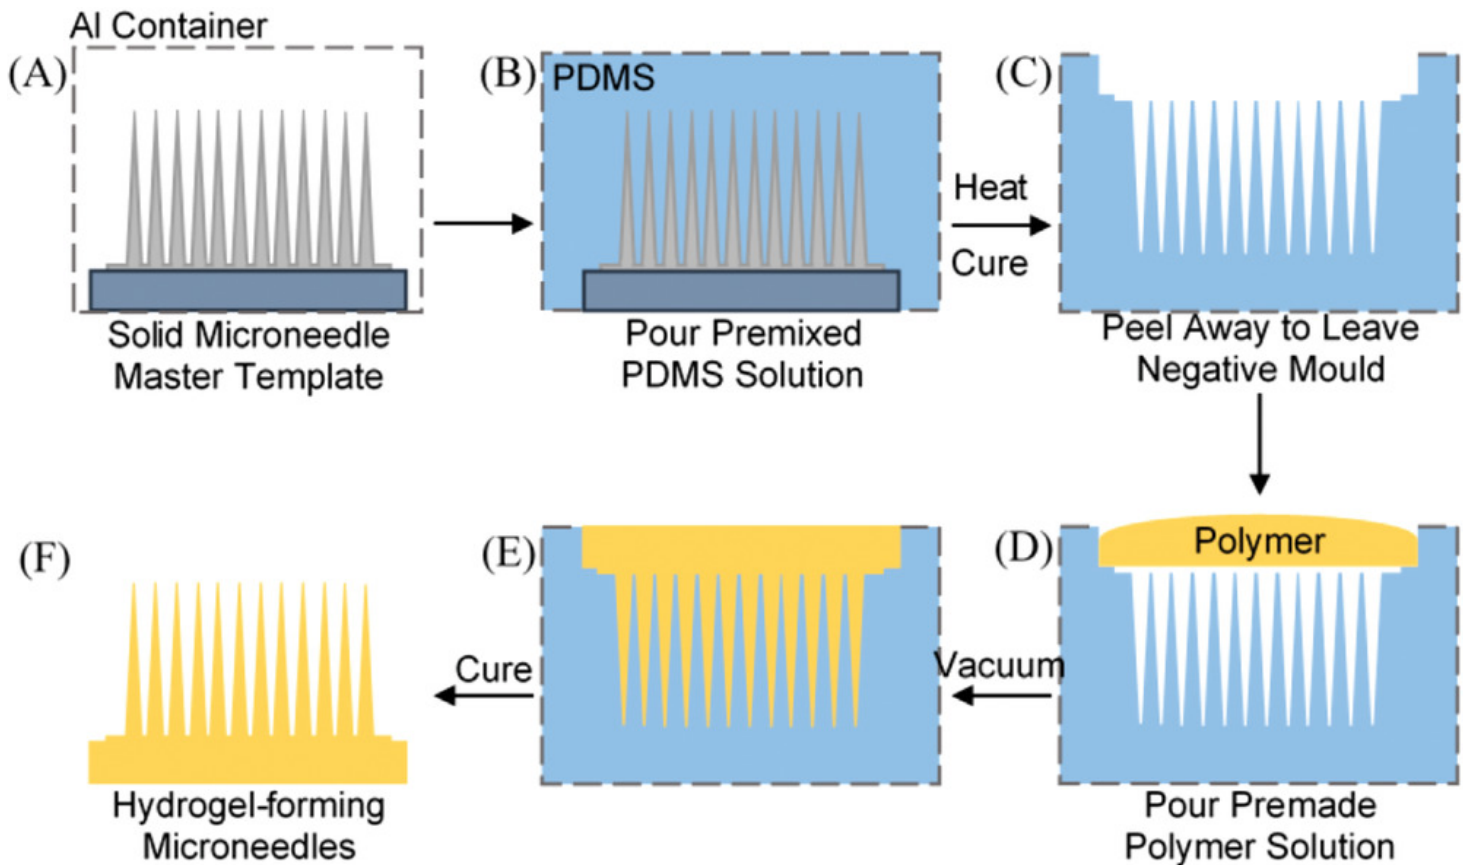 Al Container
(A)
Solid Microneedle
Master Template
(B)
PDMS
Pour Premixed
PDMS Solution
Heat
Cure
(C)
Peel Away to Leave
Negative Mould
(D)
Polymer
Pour Premade
Polymer Solution
Vacuum
(E)
Cure
(F)
Hydrogel-forming
Microneedles